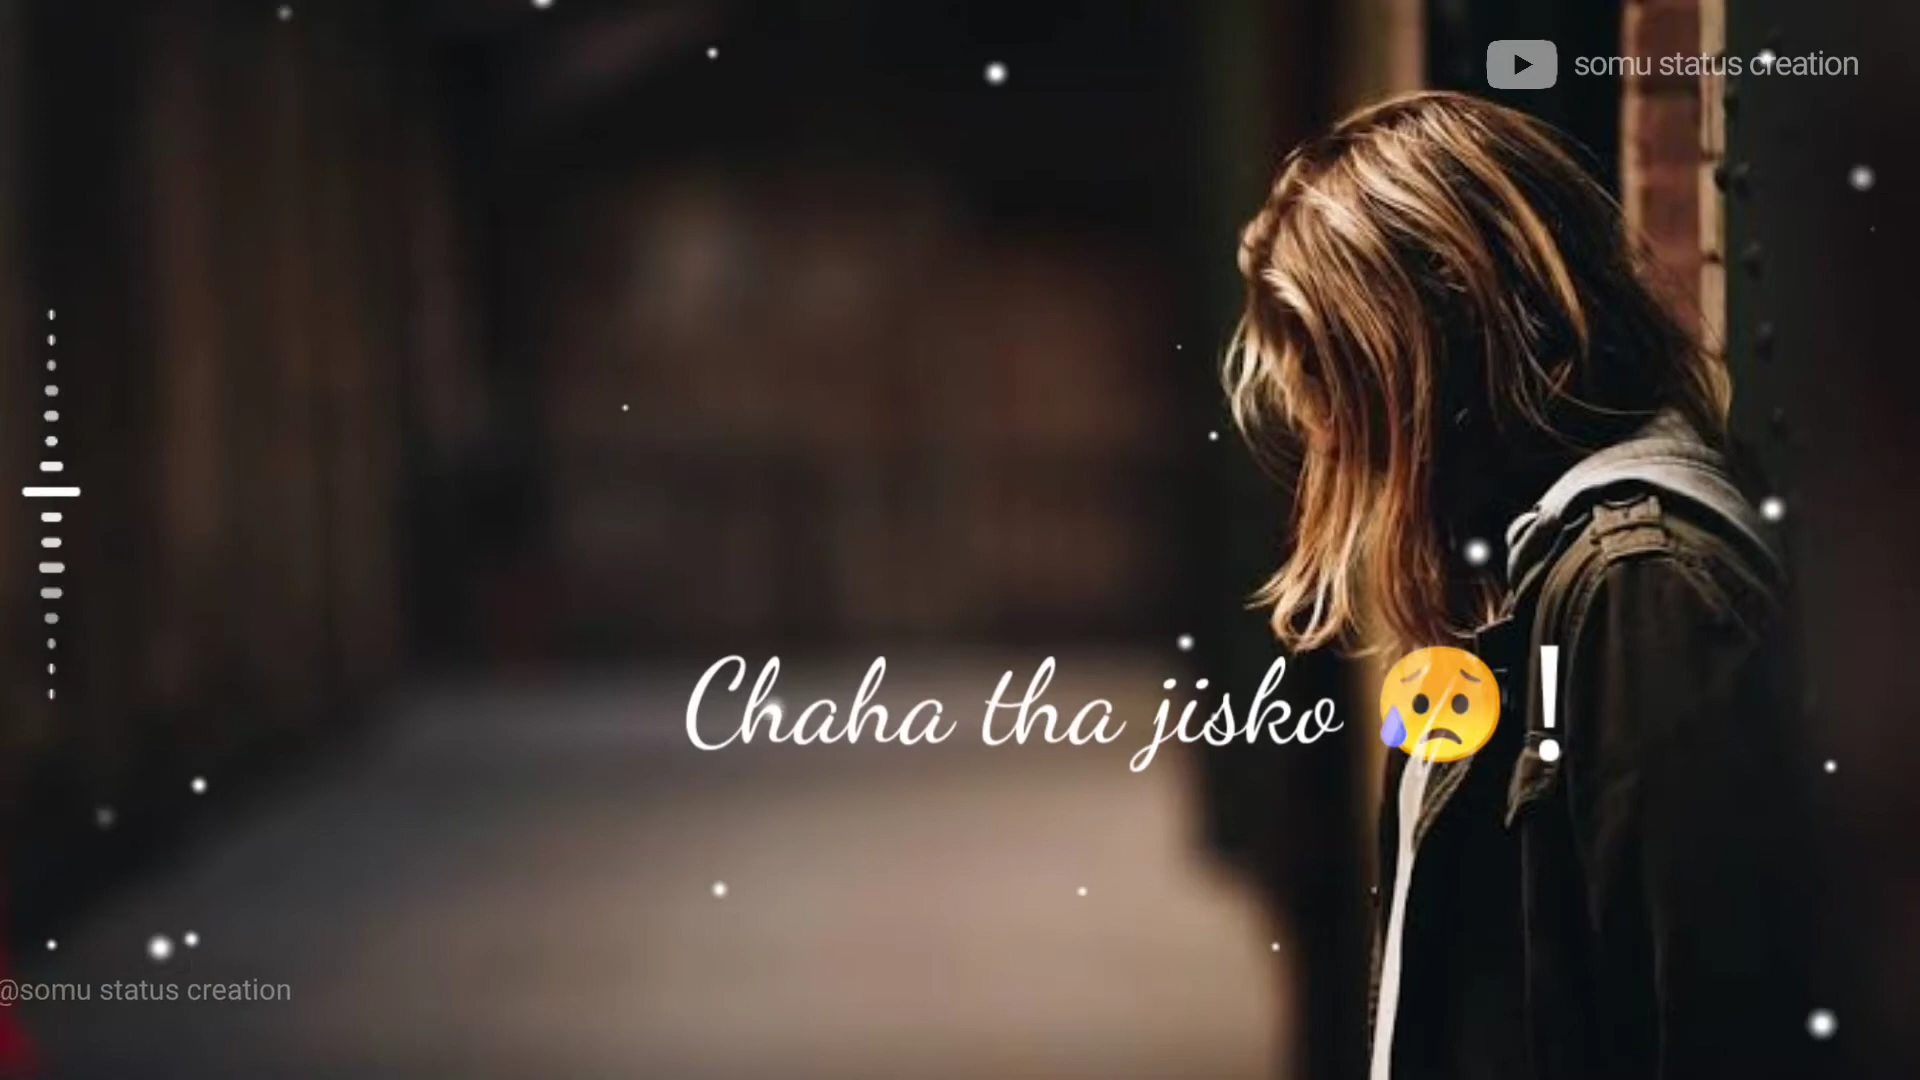 somu status creation
Chaha tha jisko 😥 !
@somu status creation